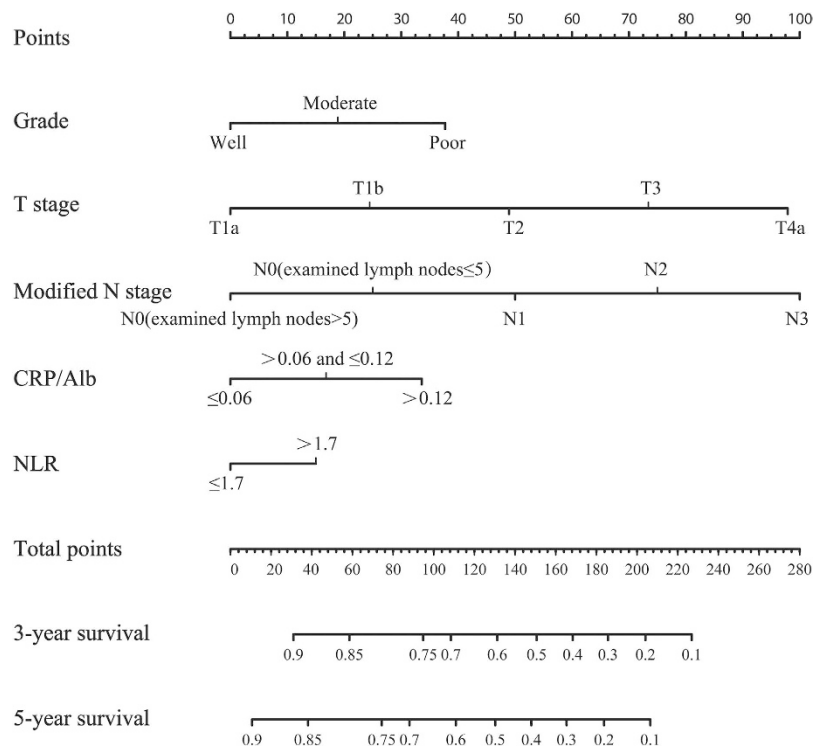 Points
0 10 20 30 40 50 60 70 80 90 100
Grade
Moderate
Well Poor
T stage
T1b T3
T1a T2 T4a
Modified N stage
N0(examined lymph nodes≤5) N2
N0(examined lymph nodes>5) N1 N3
CRP/Alb
>0.06 and ≤0.12
≤0.06 >0.12
NLR
>1.7
≤1.7
Total points
0 20 40 60 80 100 120 140 160 180 200 220 240 260 280
3-year survival
0.9 0.85 0.75 0.7 0.6 0.5 0.4 0.3 0.2 0.1
5-year survival
0.9 0.85 0.75 0.7 0.6 0.5 0.4 0.3 0.2 0.1